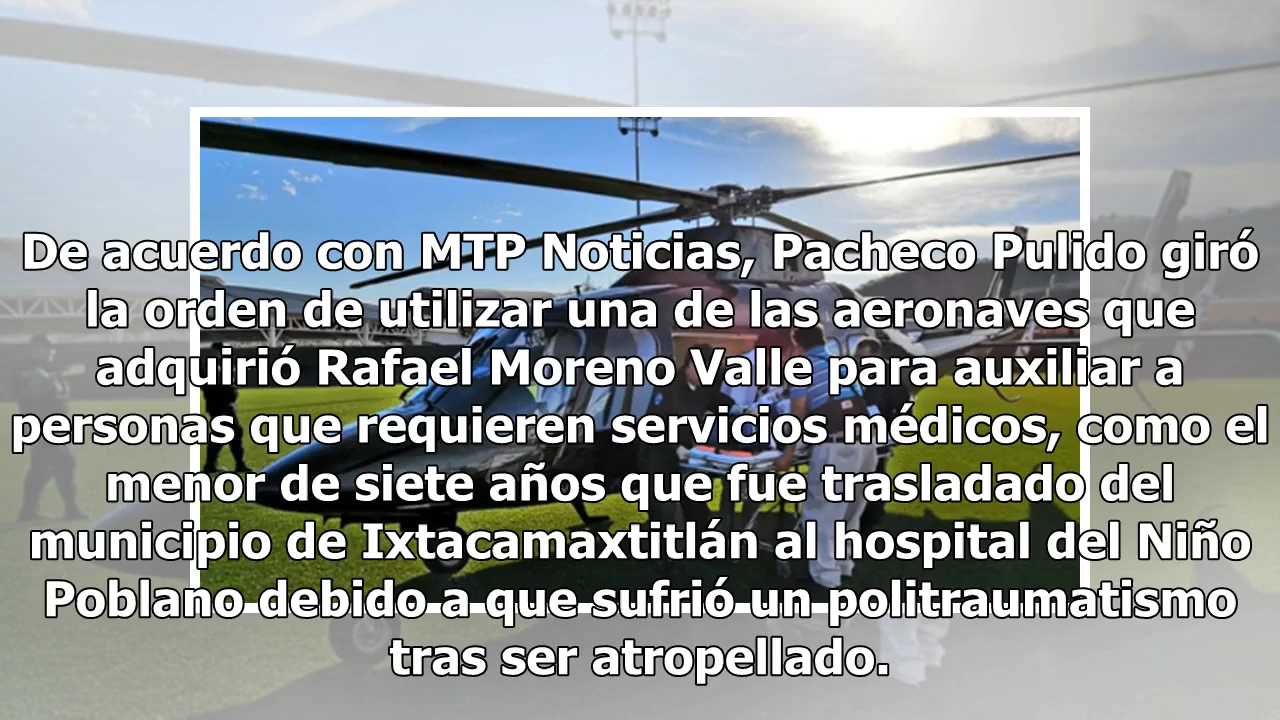 De acuerdo con MTP Noticias, Pacheco Pulido giró
la orden de utilizar una de las aeronaves que
adquirió Rafael Moreno Valle para auxiliar a
personas que requieren servicios médicos, como el
menor de siete años que fue trasladado del
municipio de Ixtacamaxtitlán al hospital del Niño
Poblano debido a que sufrió un politraumatismo
tras ser atropellado.